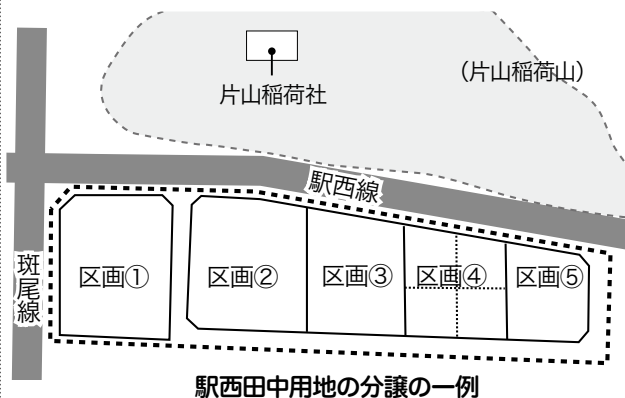 片山稲荷社
（片山稲荷山）
駅西線
斑尾線
区画①
区画②
区画③
区画④
区画⑤
駅西田中用地の分譲の一例